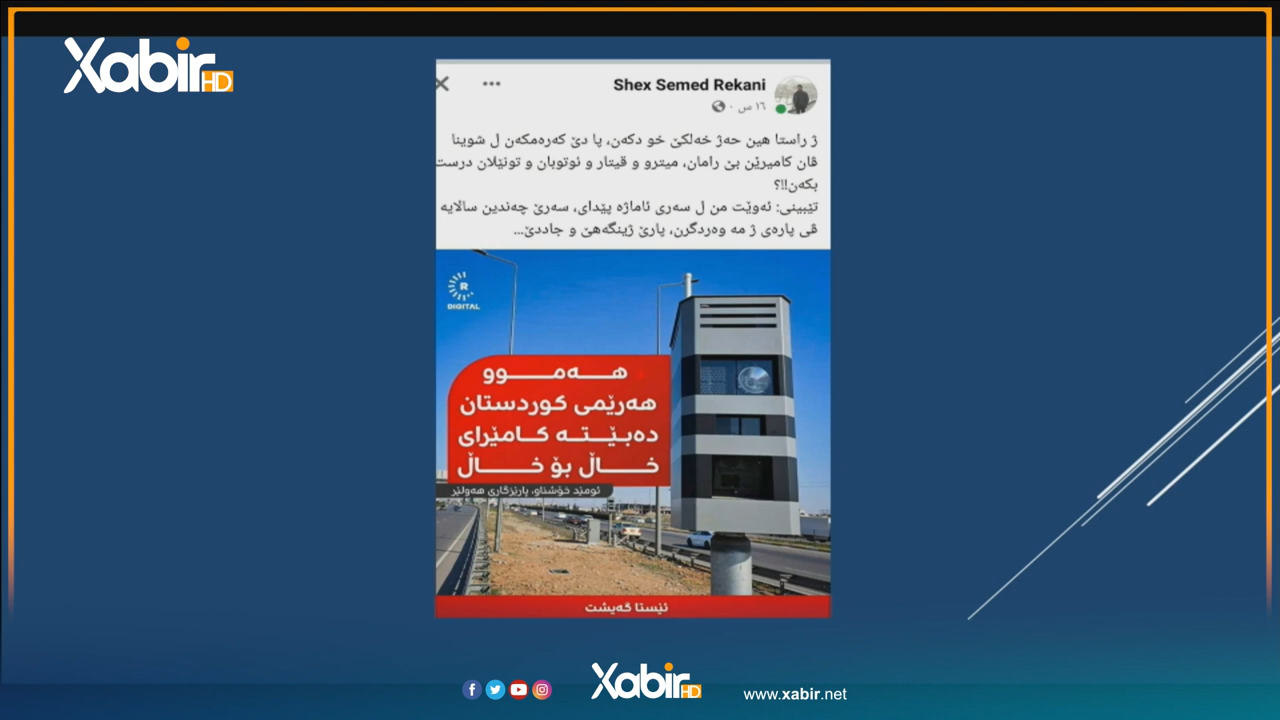 Xabir HD
Shex Semed Rekani
١٦ س ·
ژ راستا هین حەژ خەلکێ خو دکەن، پا دێ کەرەمکەن ل شوینا
ڤان کامیرێن بێ رامان، میترو و قیتار و ئوتوبان و تونێلان درست
بکەن!!؟
تێبینی: ئەوێت من ل سەری ئاماژە پێدای، سەرێ چەندین سالایە
ڤی پارەی ژ مە وەردگرن، پارێ ژینگەهێ و جاددێ...
R
DIGITAL
هەموو
هەرێمی کوردستان
دەبێتە کامێرای
خاڵ بۆ خاڵ
ئومێد خۆشناو، پارێزگاری هەولێر
ئێستا گەیشت
Xabir HD
www.xabir.net